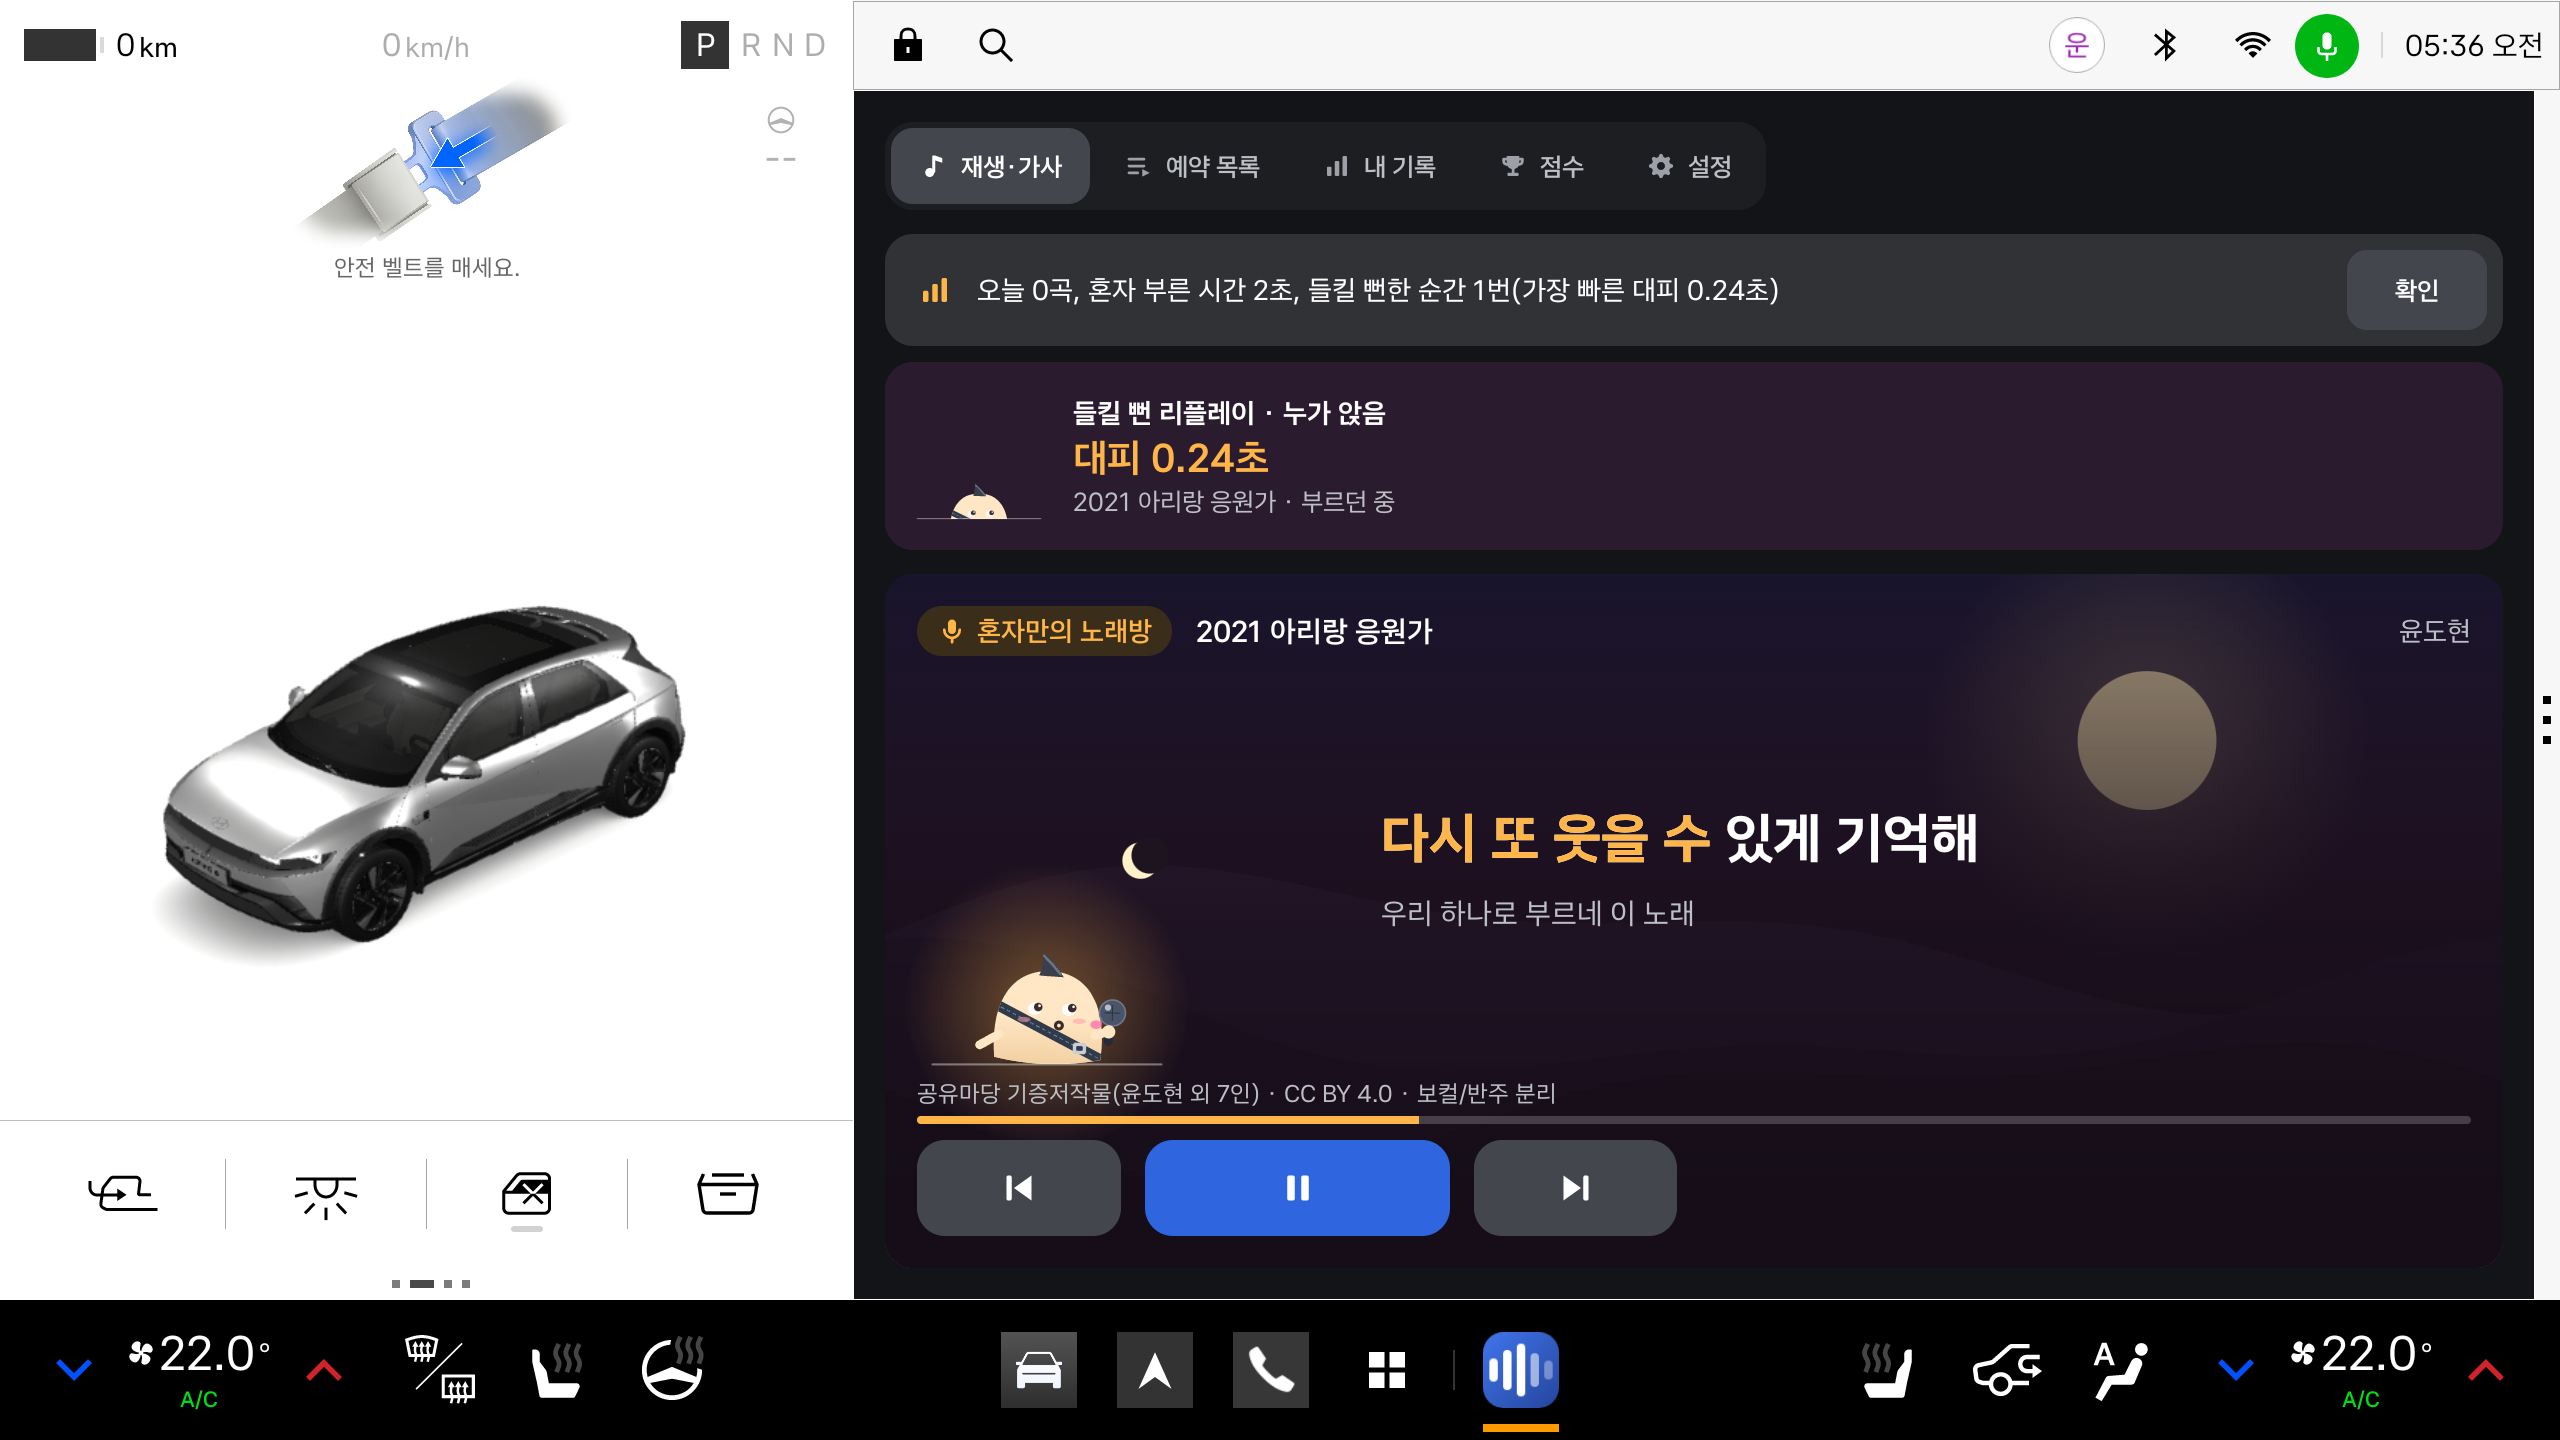 0 km
0 km/h
P R N D
운
05:36 오전
안전 벨트를 매세요.
재생·가사
예약 목록
내 기록
점수
설정
오늘 0곡, 혼자 부른 시간 2초, 들킬 뻔한 순간 1번(가장 빠른 대피 0.24초)
확인
들킬 뻔 리플레이 · 누가 앉음
대피 0.24초
2021 아리랑 응원가 · 부르던 중
혼자만의 노래방
2021 아리랑 응원가
윤도현
다시 또 웃을 수 있게 기억해
우리 하나로 부르네 이 노래
공유마당 기증저작물(윤도현 외 7인) · CC BY 4.0 · 보컬/반주 분리
22.0°
A/C
A
22.0°
A/C